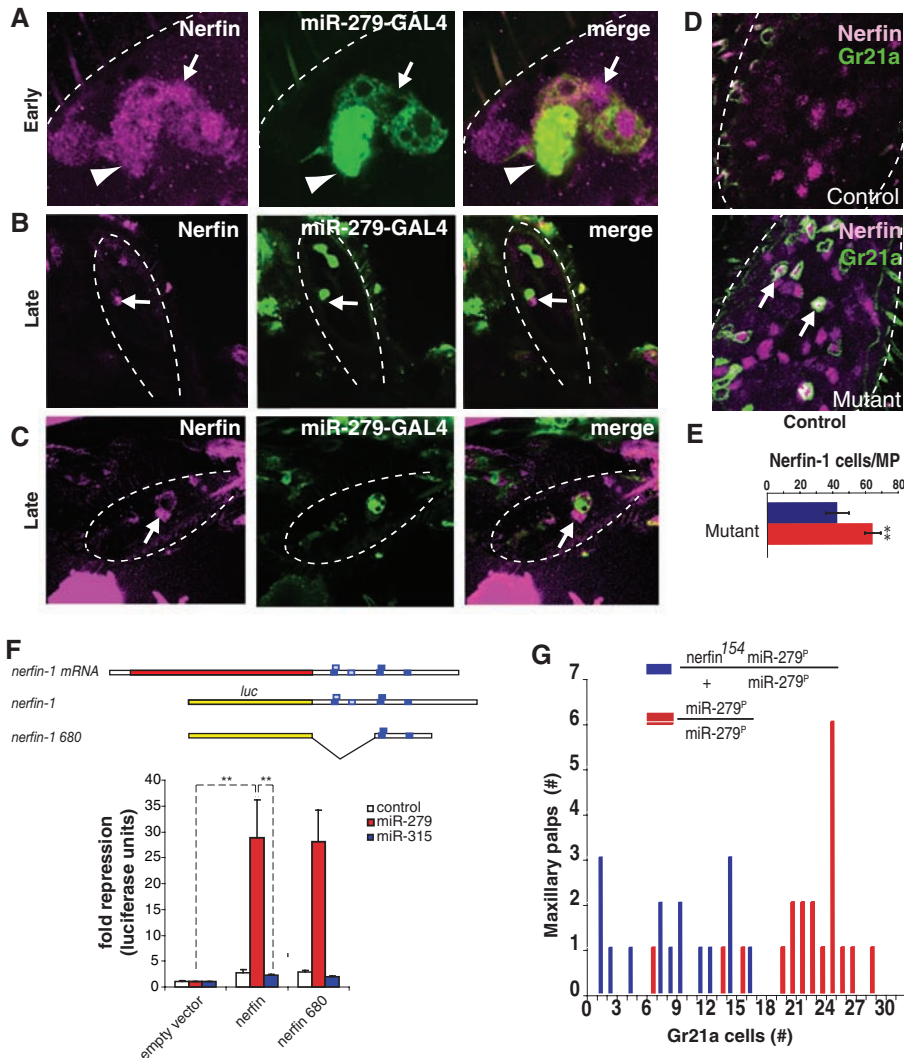 A
Nerfin
miR-279-GAL4
merge
Early
B
Nerfin
miR-279-GAL4
merge
Late
C
Nerfin
miR-279-GAL4
merge
Late
D
Nerfin
Gr21a
Control
Nerfin
Gr21a
Mutant
E
Control
Nerfin-1 cells/MP
0 20 40 60 80
Mutant
**
F
nerfin-1 mRNA
luc
nerfin-1
nerfin-1 680
** **
control
miR-279
miR-315
fold repression
(luciferase units)
40
35
30
25
20
15
10
5
0
empty vector
nerfin
nerfin 680
G
nerfin154 miR-279P
+ miR-279P
miR-279P
miR-279P
Maxillary palps (#)
7
6
5
4
3
2
1
0
0 3 6 9 12 15 18 21 24 27 30
Gr21a cells (#)